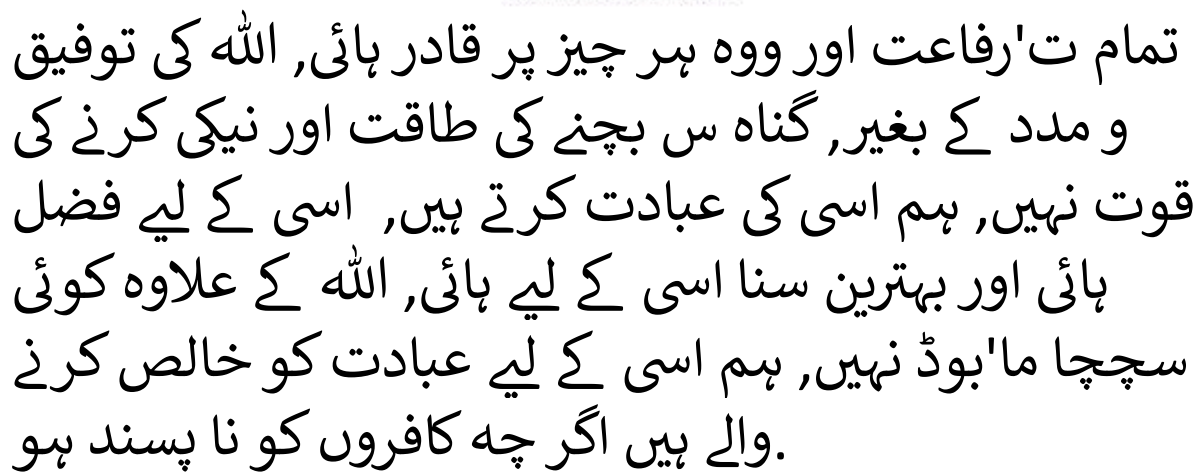 تمام ت'رفاعت اور ووہ ہر چیز پر قادر ہائی, اللہ کی توفیق
و مدد کے بغیر, گناہ س بچنے کی طاقت اور نیکی کرنے کی
قوت نہیں, ہم اسی کی عبادت کرتے ہیں, اسی کے لیے فضل
ہائی اور بہترین سنا اسی کے لیے ہائی, اللہ کے علاوہ کوئی
سچچا ما'بوڈ نہیں, ہم اسی کے لیے عبادت کو خالص کرنے
والے ہیں اگر چہ کافروں کو نا پسند ہو.